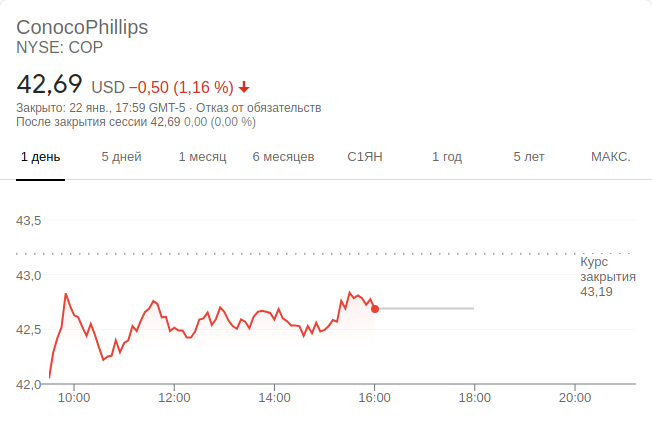 ConocoPhillips
NYSE: COP
42,69 USD −0,50 (1,16 %)
Закрыто: 22 янв., 17:59 GMT-5 · Отказ от обязательств
После закрытия сессии 42,69 0,00 (0,00 %)
1 день 5 дней 1 месяц 6 месяцев С1ЯН 1 год 5 лет МАКС.
43,5
Курс
закрытия
43,19
43,0
42,5
42,0
10:00 12:00 14:00 16:00 18:00 20:00